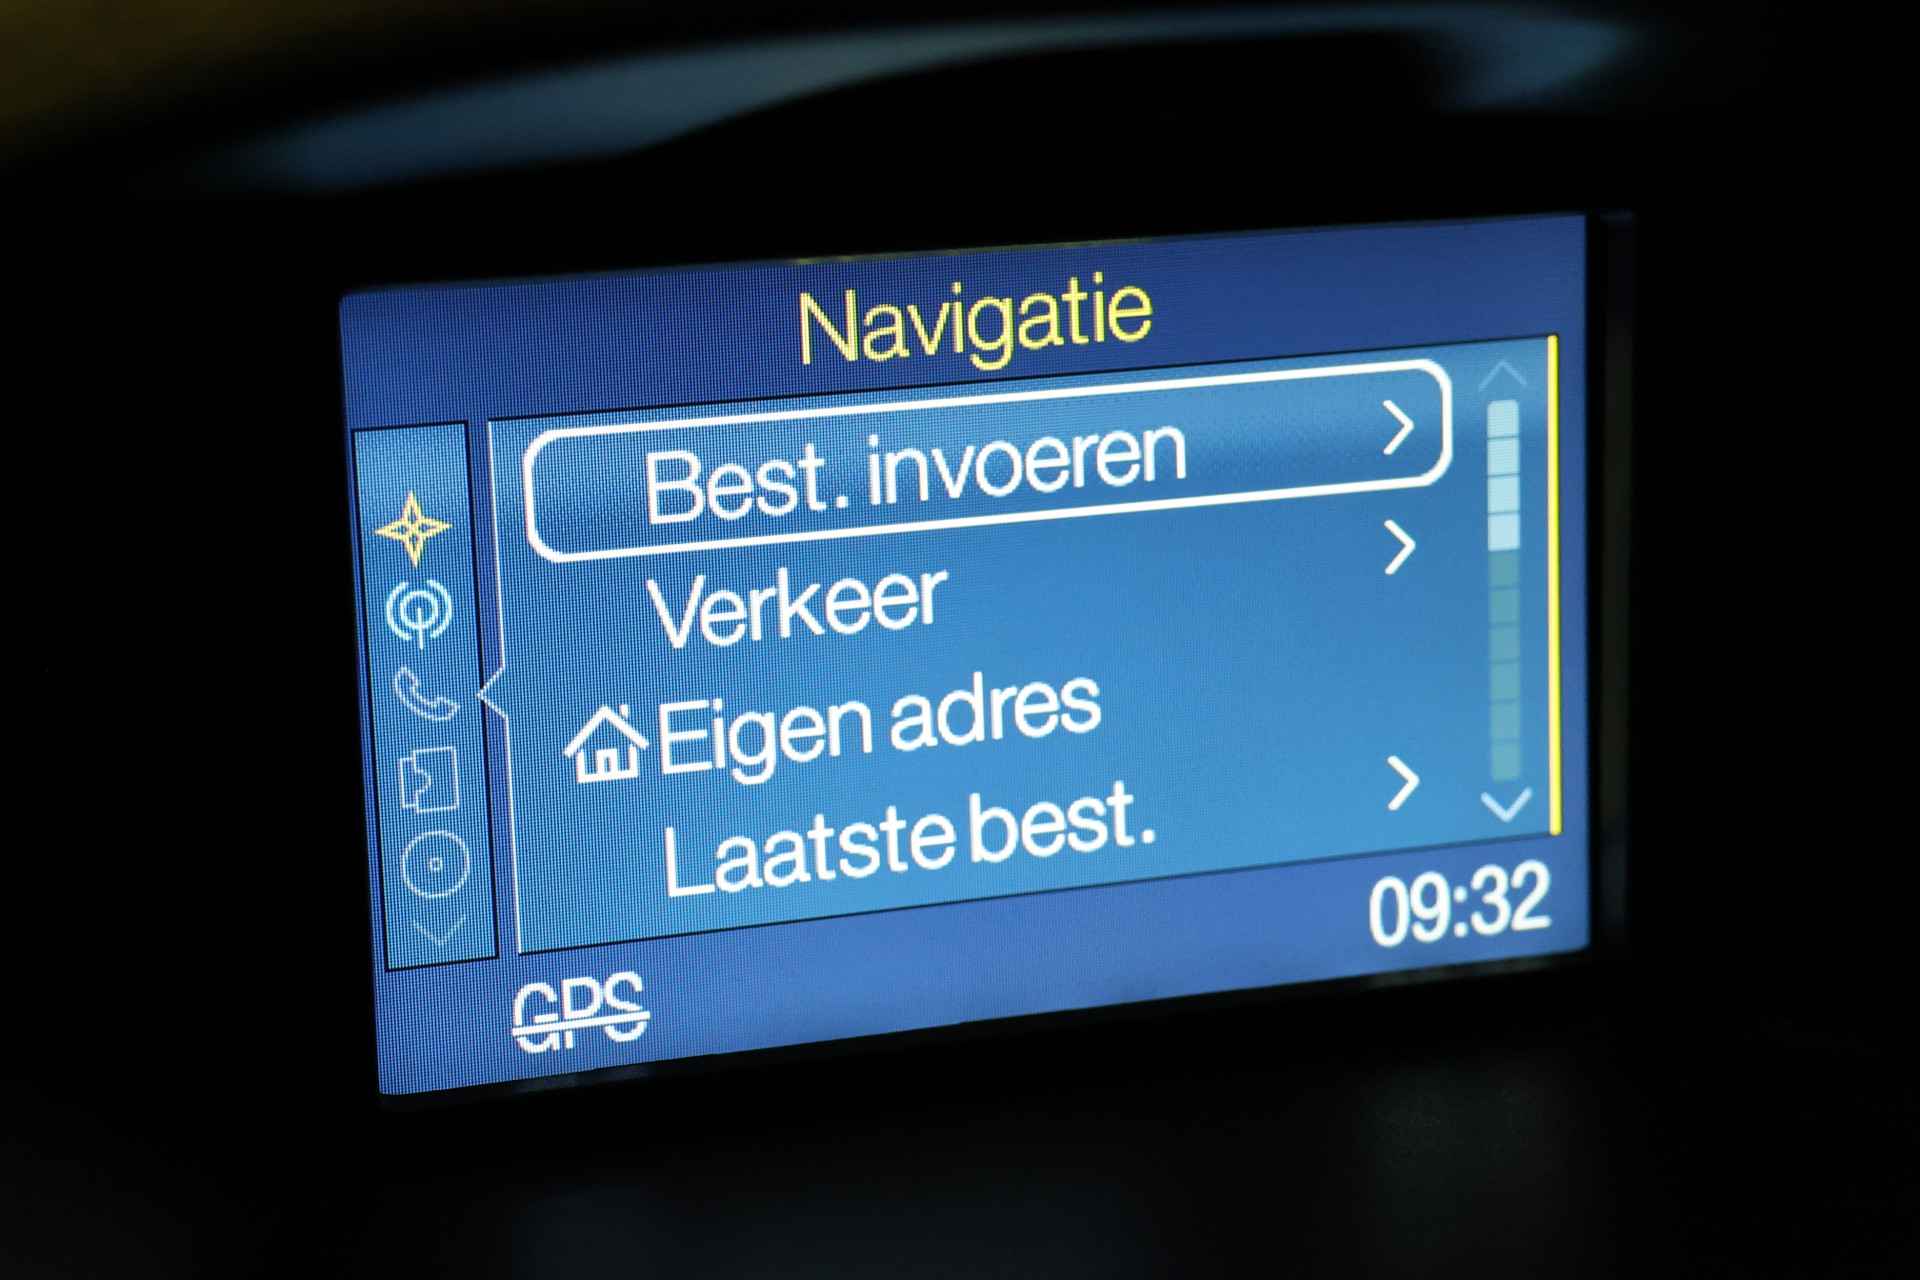 Navigatie
Best. invoeren
Verkeer
Eigen adres
Laatste best.
09:32
GPS